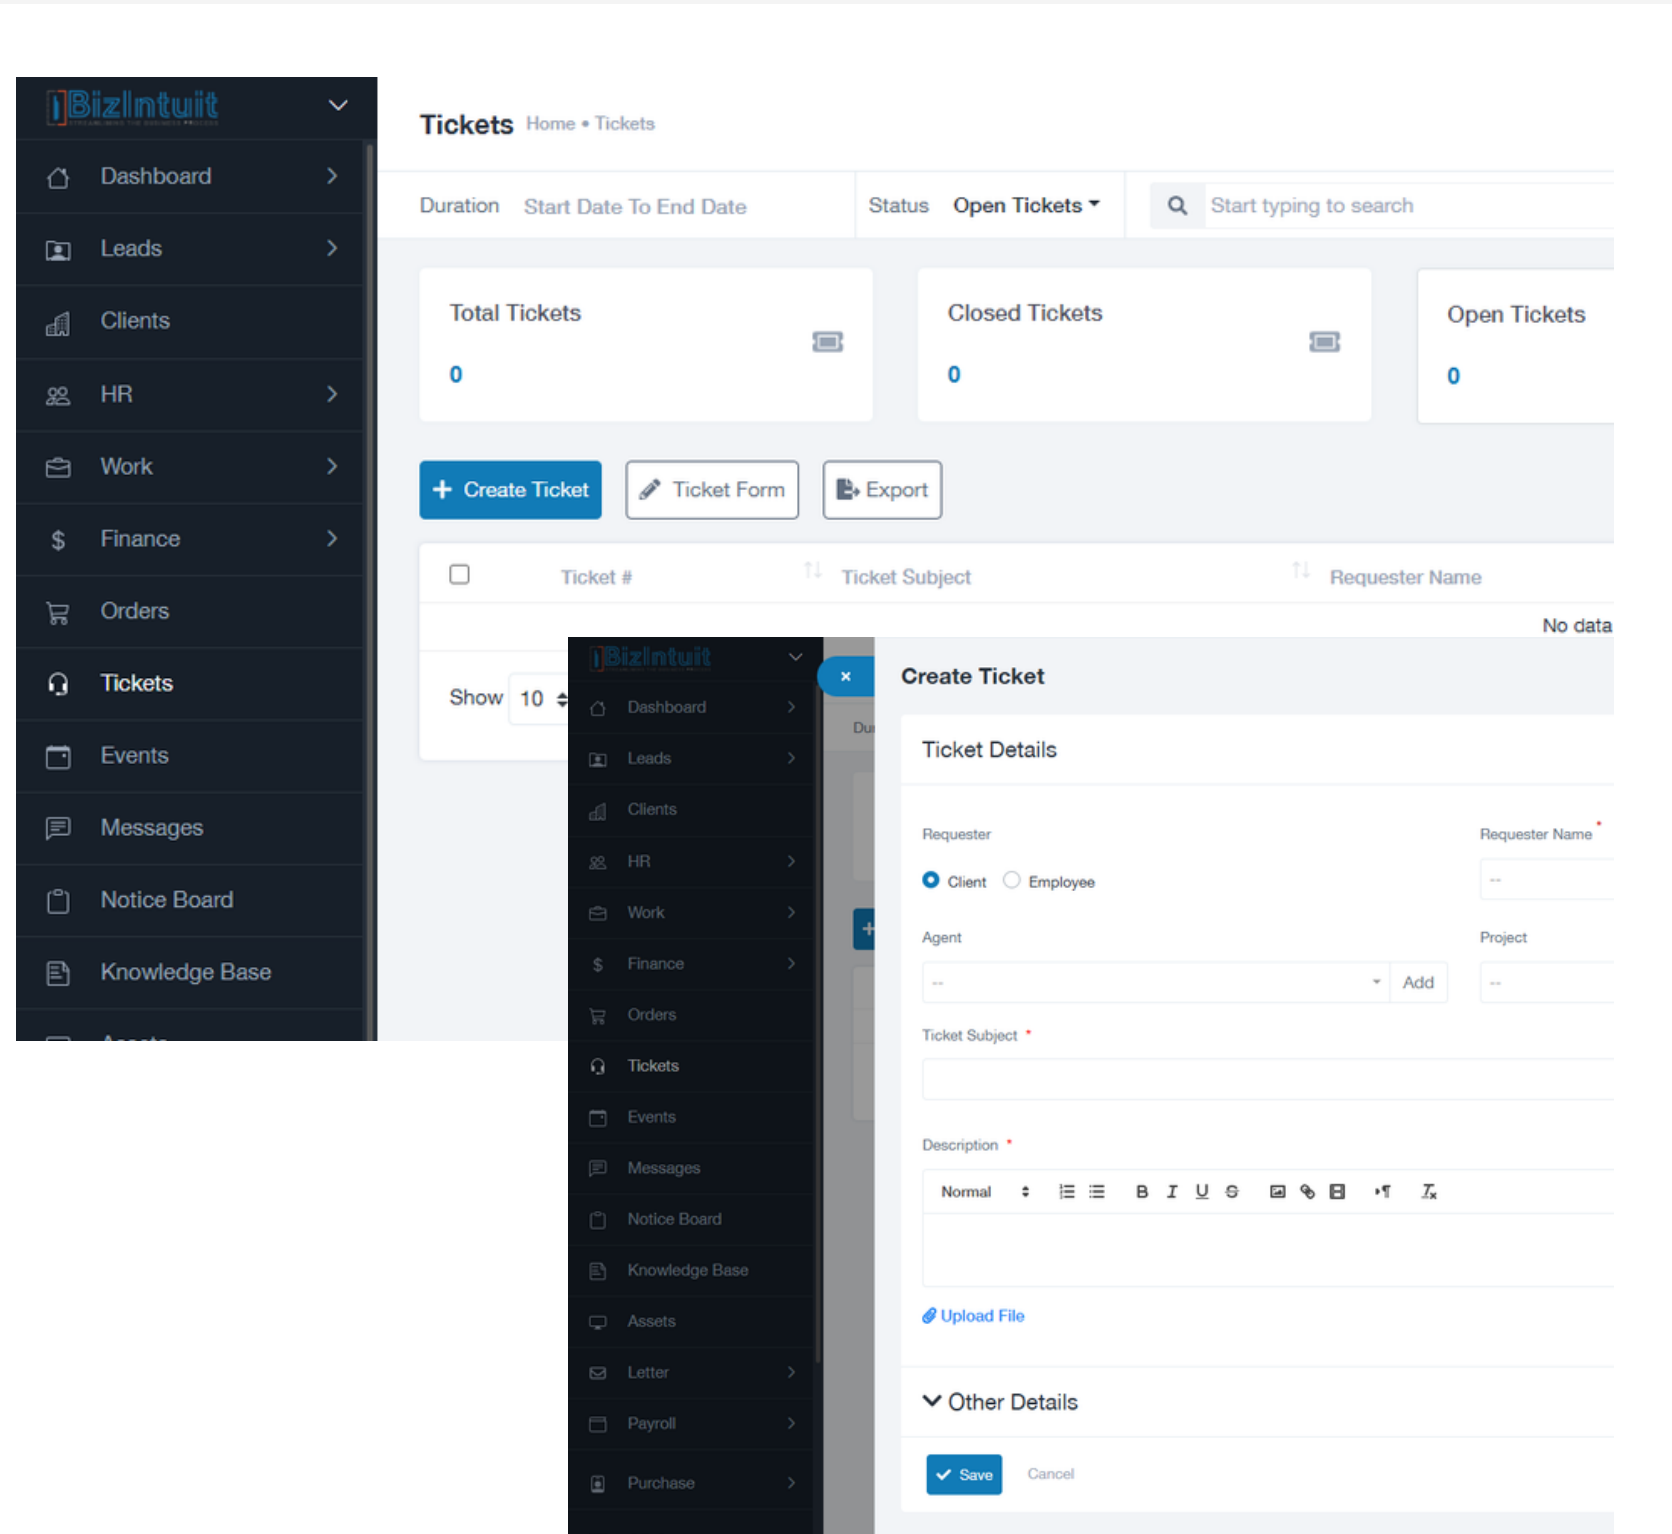 BizIntuit
STREAMLINING THE BUSINESS PROCESS
Dashboard
Leads
Clients
HR
Work
Finance
Orders
Tickets
Events
Messages
Notice Board
Knowledge Base
Tickets Home • Tickets
Duration Start Date To End Date Status Open Tickets Start typing to search
Total Tickets
0
Closed Tickets
0
Open Tickets
0
+ Create Ticket Ticket Form Export
Ticket # Ticket Subject Requester Name
No data
Show 10
BizIntuit
Dashboard
Leads
Clients
HR
Work
Finance
Orders
Tickets
Events
Messages
Notice Board
Knowledge Base
Assets
Letter
Payroll
Purchase
× Create Ticket
Ticket Details
Requester
Client Employee
Requester Name *
--
Agent
-- Add
Project
--
Ticket Subject *
Description *
Normal B I U S
Upload File
Other Details
Save Cancel